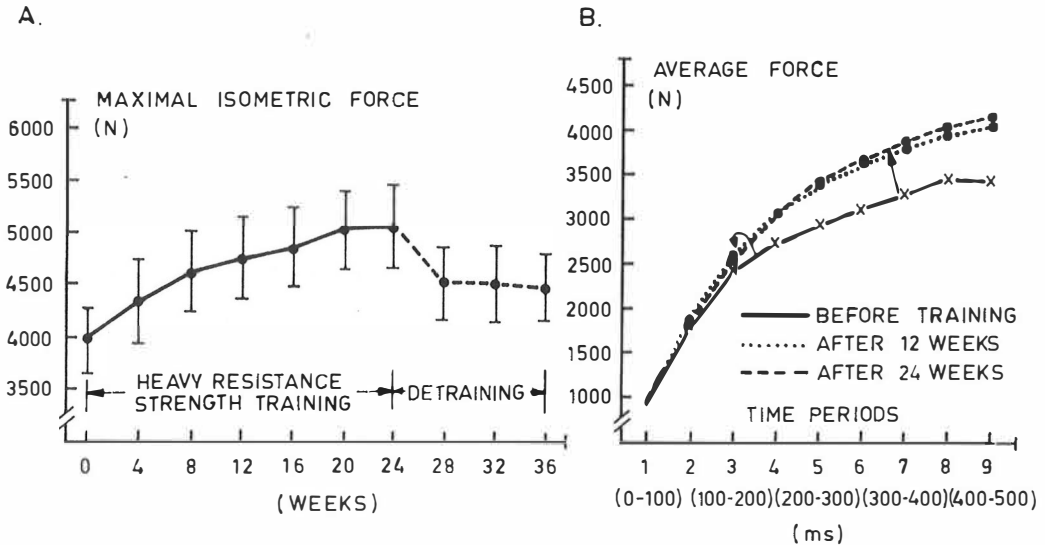 A.
MAXIMAL ISOMETRIC FORCE
(N)
6000
5500
5000
4500
4000
3500
HEAVY RESISTANCE
STRENGTH TRAINING
DETRAINING
0 4 8 12 16 20 24 28 32 36
(WEEKS)
B.
AVERAGE FORCE
(N)
4500
4000
3500
3000
2500
2000
1500
1000
BEFORE TRAINING
AFTER 12 WEEKS
AFTER 24 WEEKS
TIME PERIODS
1 2 3 4 5 6 7 8 9
(0-100) (100-200) (200-300) (300-400) (400-500)
(ms)